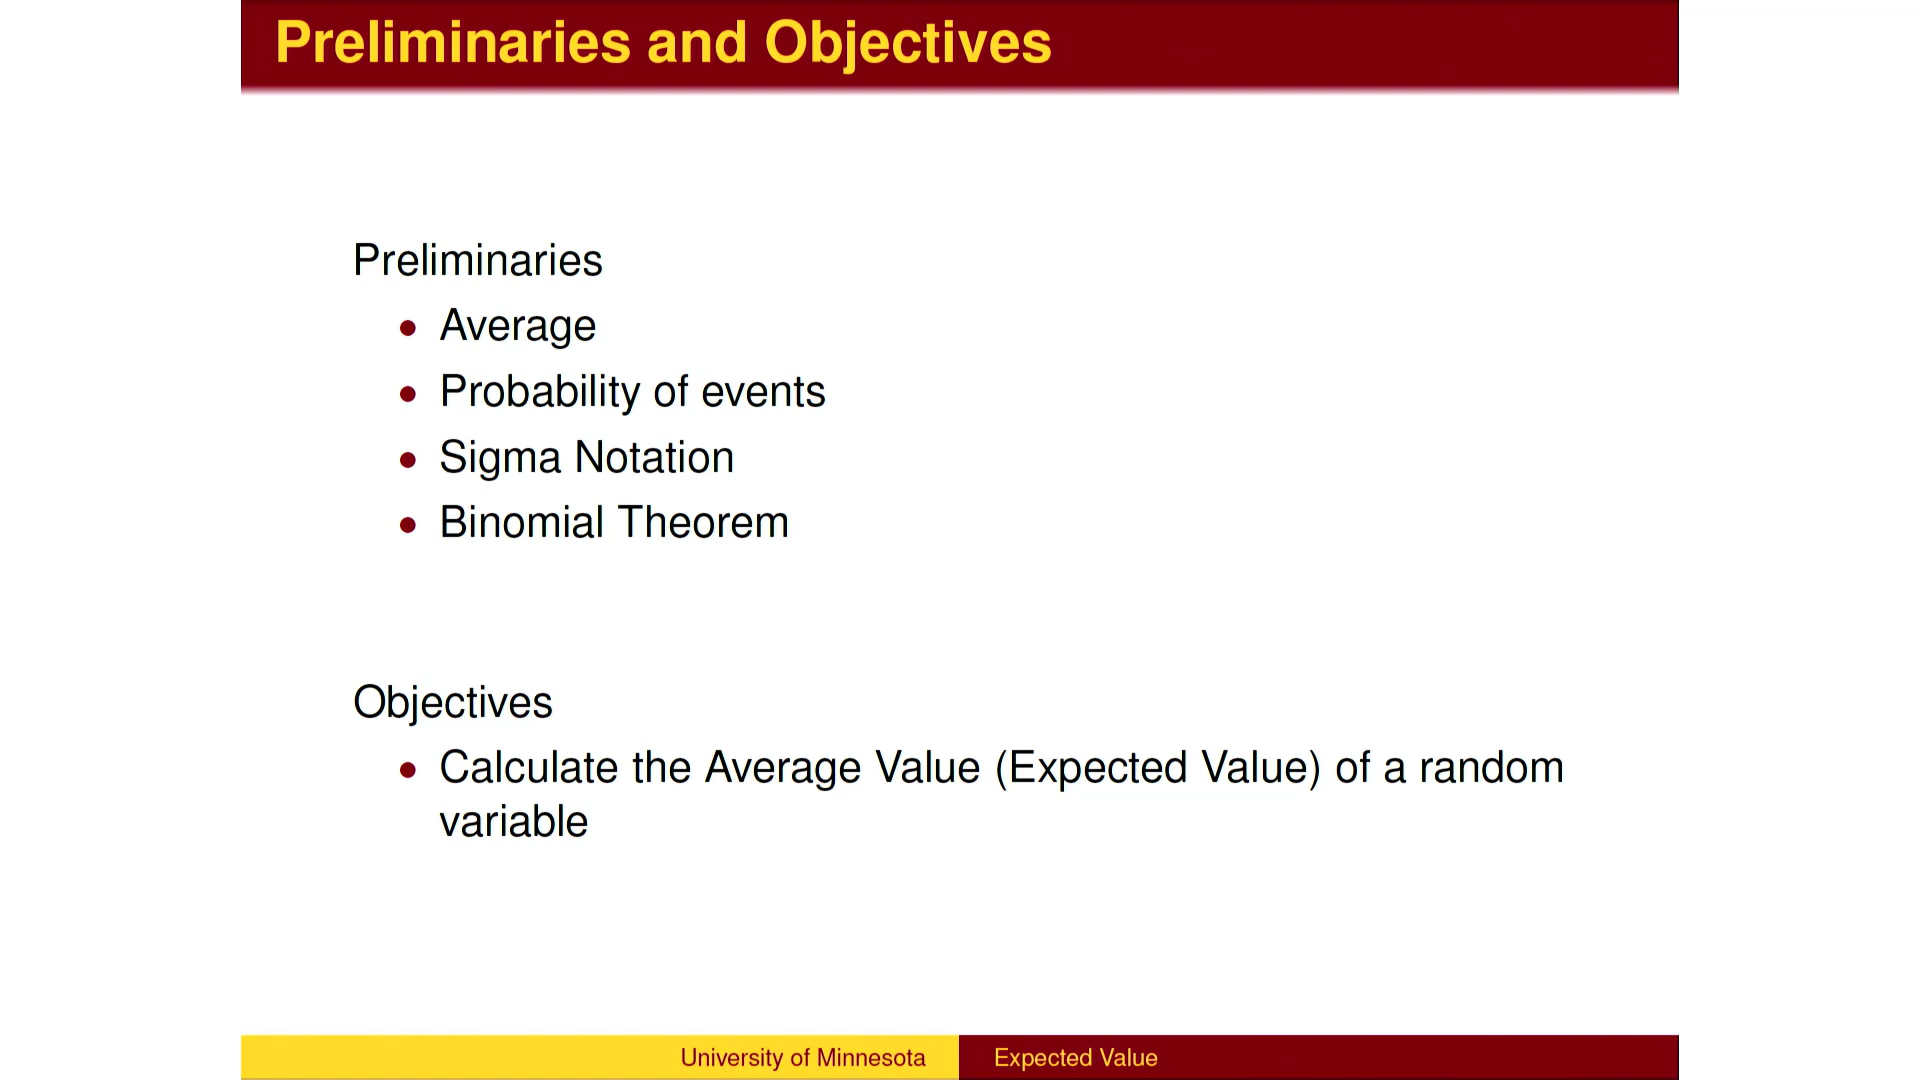 Preliminaries and Objectives
Preliminaries
• Average
• Probability of events
• Sigma Notation
• Binomial Theorem
Objectives
• Calculate the Average Value (Expected Value) of a random
variable
University of Minnesota
Expected Value